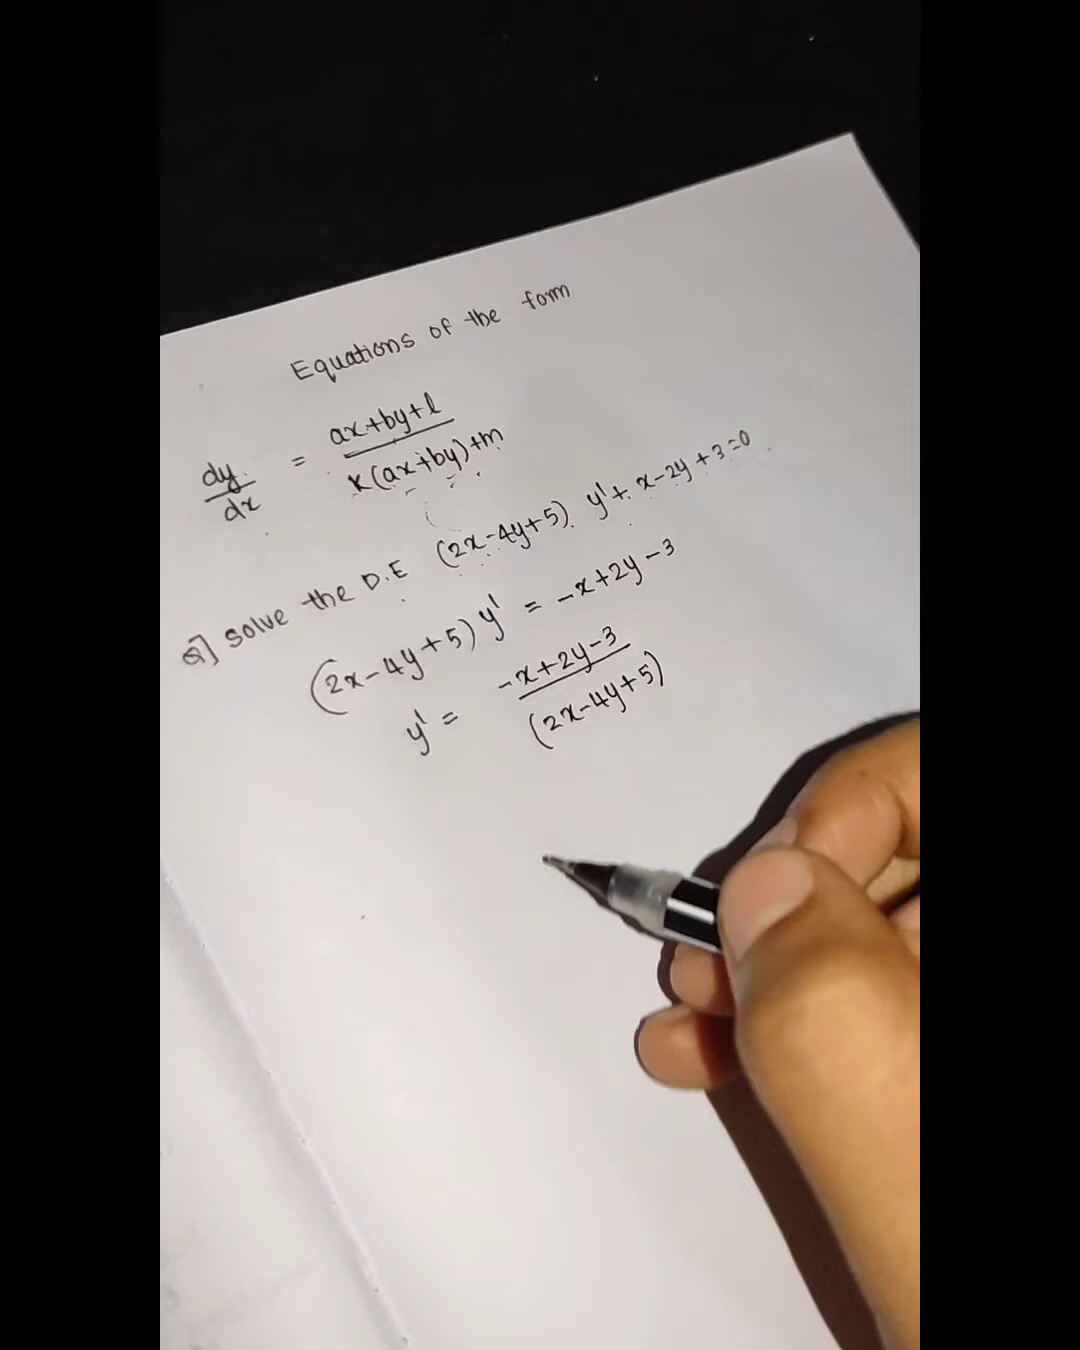 Equations of the form
dy/dx = ax+by+l / k(ax+by)+m
Q] Solve the D.E (2x-4y+5) y' + x-2y+3=0
(2x-4y+5) y' = -x+2y-3
y' = -x+2y-3 / (2x-4y+5)